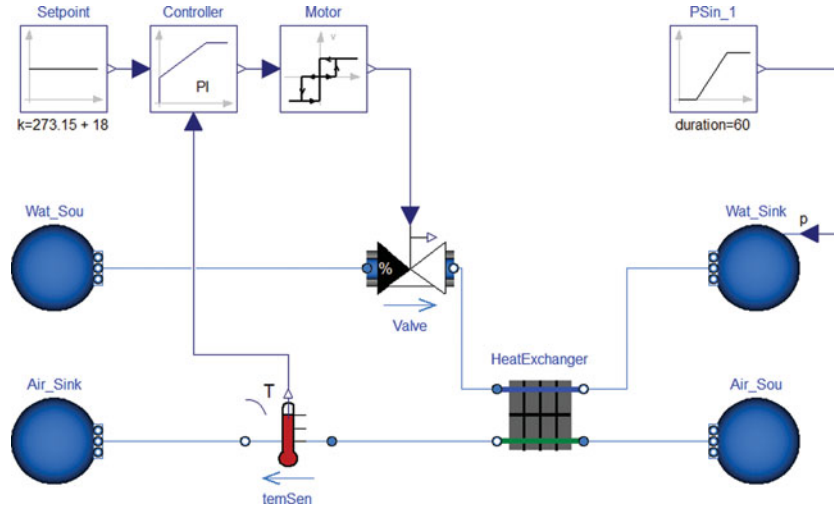 Setpoint
Controller
Motor
PSin_1
v
PI
k=273.15 + 18
duration=60
Wat_Sou
Wat_Sink
p
%
Valve
HeatExchanger
Air_Sink
T
Air_Sou
temSen